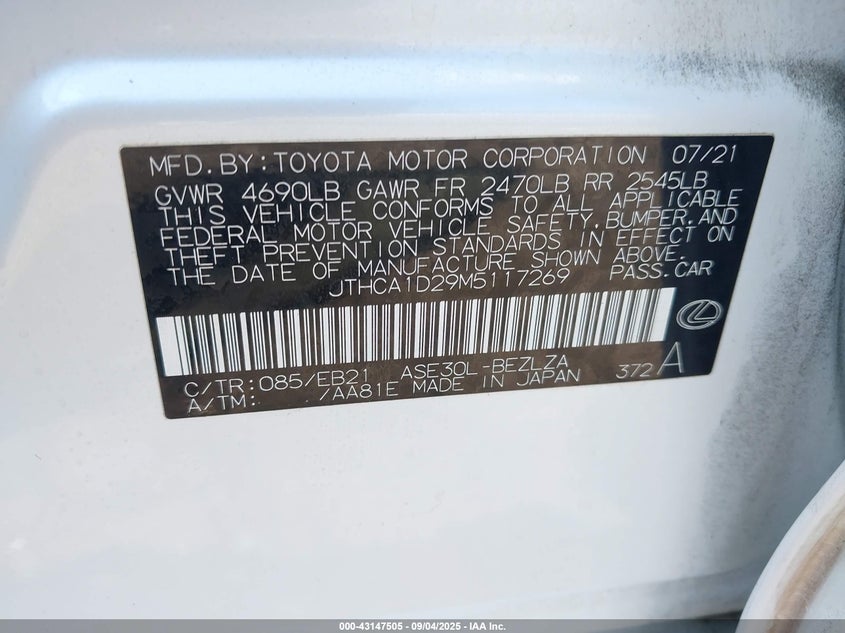 MFD.BY:TOYOTA MOTOR CORPORATION 07/21
GVWR 4690LB GAWR FR 2470LB RR 2545LB
THIS VEHICLE CONFORMS TO ALL APPLICABLE
FEDERAL MOTOR VEHICLE SAFETY,BUMPER,AND
THEFT PREVENTION STANDARDS IN EFFECT ON
THE DATE OF MANUFACTURE SHOWN ABOVE.
JTHCA1D29M5117269 PASS.CAR
C/TR:085/EB21 ASE30L-BEZLZA 372 A
A/TM: /AA81E MADE IN JAPAN
000-43147505 - 09/04/2025 - IAA Inc.